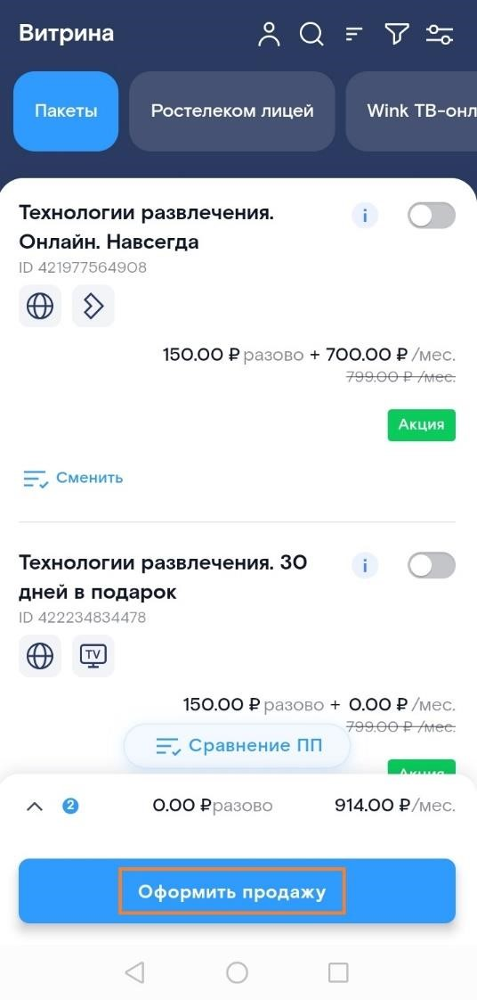 Витрина
Пакеты Ростелеком лицей Wink ТВ-онл
Технологии развлечения.
Онлайн. Навсегда
i
ID 421977564908
150.00 ₽ разово + 700.00 ₽ /мес.
799.00 ₽ /мес.
Акция
Сменить
Технологии развлечения. 30
дней в подарок
i
ID 422234834478
TV
150.00 ₽ разово + 0.00 ₽ /мес.
799.00 ₽ /мес.
Сравнение ПП
Акция
2 0.00 ₽ разово 914.00 ₽/мес.
Оформить продажу